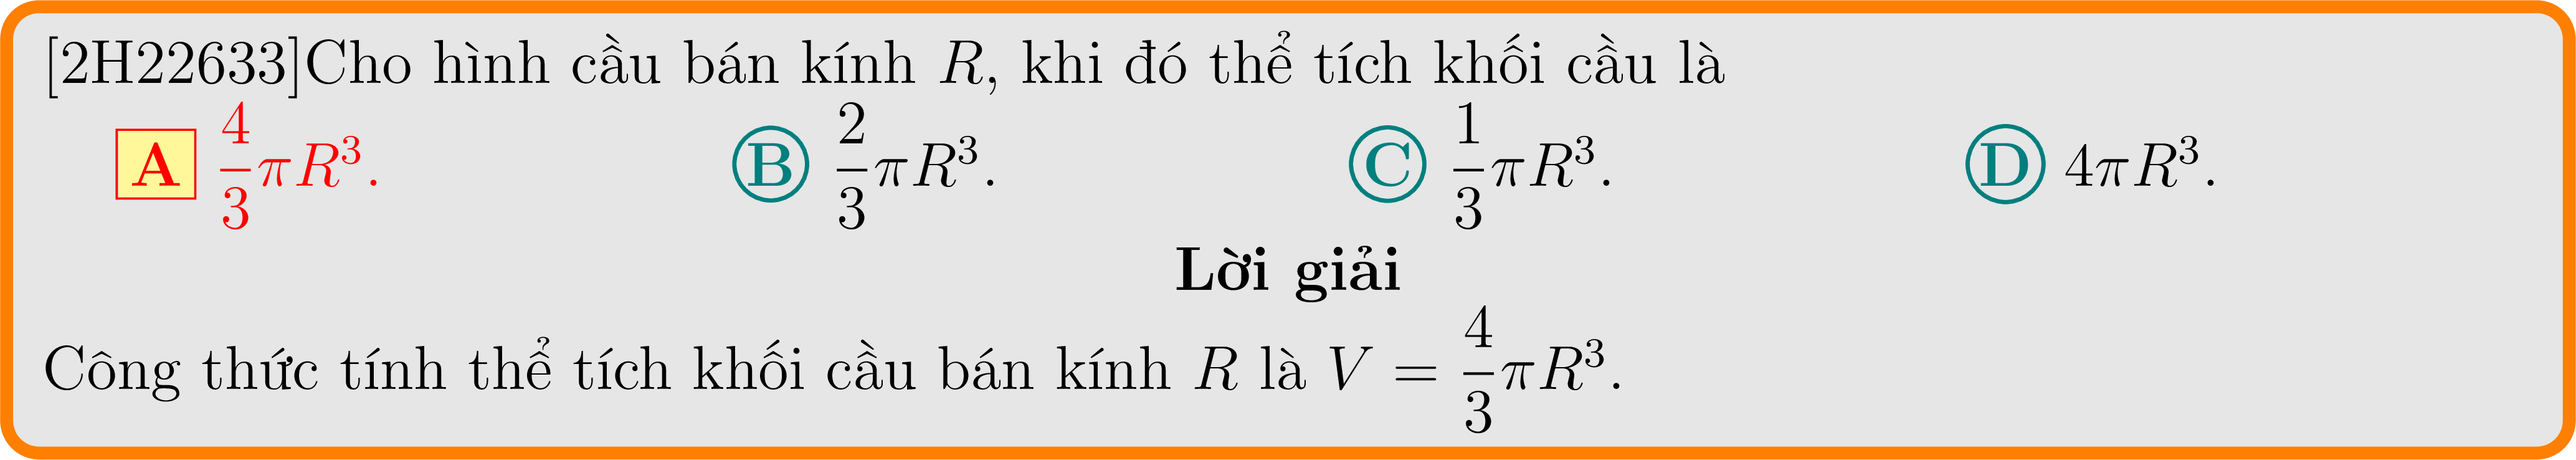 [2H22633]Cho hình cầu bán kính R, khi đó thể tích khối cầu là
A $\frac{4}{3}\pi R^3$. B $\frac{2}{3}\pi R^3$. C $\frac{1}{3}\pi R^3$. D $4\pi R^3$.
Lời giải
Công thức tính thể tích khối cầu bán kính R là $V = \frac{4}{3}\pi R^3$.